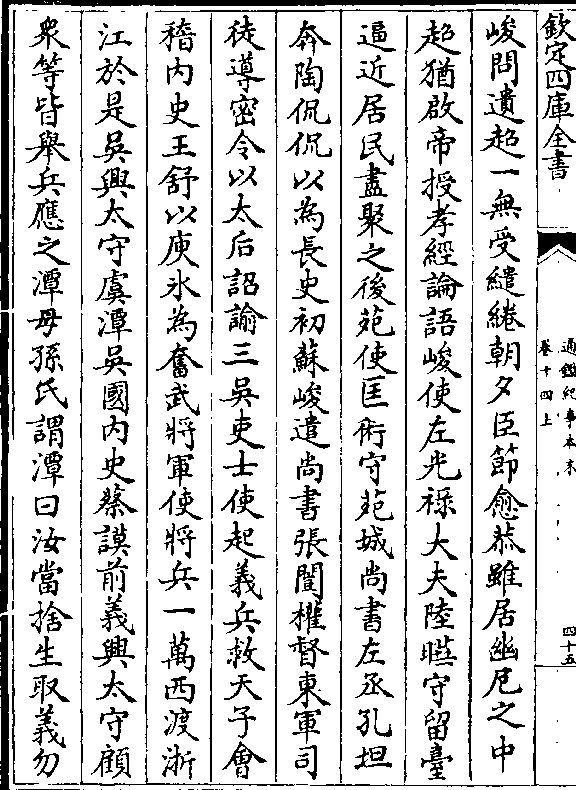 欽定四庫全書
通鑑紀事本末
卷十四上
四十五
峻問遺超一無受繾綣朝夕臣節愈恭雖居幽厄之中
超猶啟帝授孝經論語峻使左光祿大夫陸曄守留臺
逼近居民盡聚之後苑使匡術守苑城尚書左丞孔坦
奔陶侃侃以為長史初蘇峻遣尚書張闓權督東軍司
徒導密令以太后詔諭三吳吏士使起義兵救天子會
稽內史王舒以庾冰為奮武將軍使將兵一萬西渡浙
江於是吳興太守虞潭吳國內史蔡謨前義興太守顧
衆等皆舉兵應之潭母孫氏謂潭曰汝當捨生取義勿